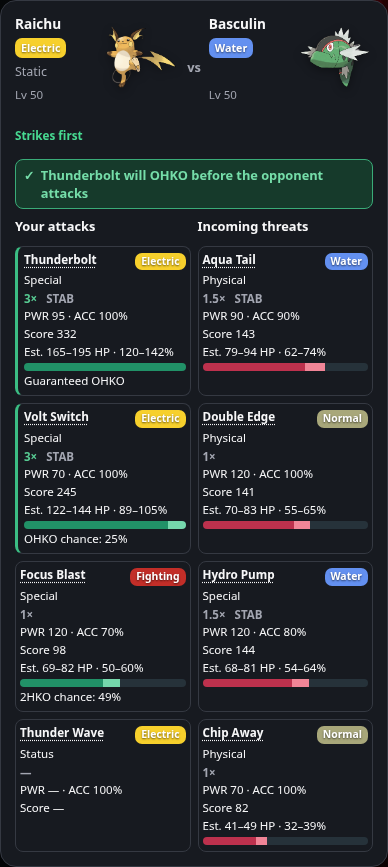 Raichu
Electric
Static
Lv 50
vs
Basculin
Water
Lv 50
Strikes first
✓ Thunderbolt will OHKO before the opponent
attacks
Your attacks
Thunderbolt Electric
Special
3× STAB
PWR 95 · ACC 100%
Score 332
Est. 165–195 HP · 120–142%
Guaranteed OHKO
Volt Switch Electric
Special
3× STAB
PWR 70 · ACC 100%
Score 245
Est. 122–144 HP · 89–105%
OHKO chance: 25%
Focus Blast Fighting
Special
1×
PWR 120 · ACC 70%
Score 98
Est. 69–82 HP · 50–60%
2HKO chance: 49%
Thunder Wave Electric
Status
—
PWR — · ACC 100%
Score —
Incoming threats
Aqua Tail Water
Physical
1.5× STAB
PWR 90 · ACC 90%
Score 143
Est. 79–94 HP · 62–74%
Double Edge Normal
Physical
1×
PWR 120 · ACC 100%
Score 141
Est. 70–83 HP · 55–65%
Hydro Pump Water
Special
1.5× STAB
PWR 120 · ACC 80%
Score 144
Est. 68–81 HP · 54–64%
Chip Away Normal
Physical
1×
PWR 70 · ACC 100%
Score 82
Est. 41–49 HP · 32–39%